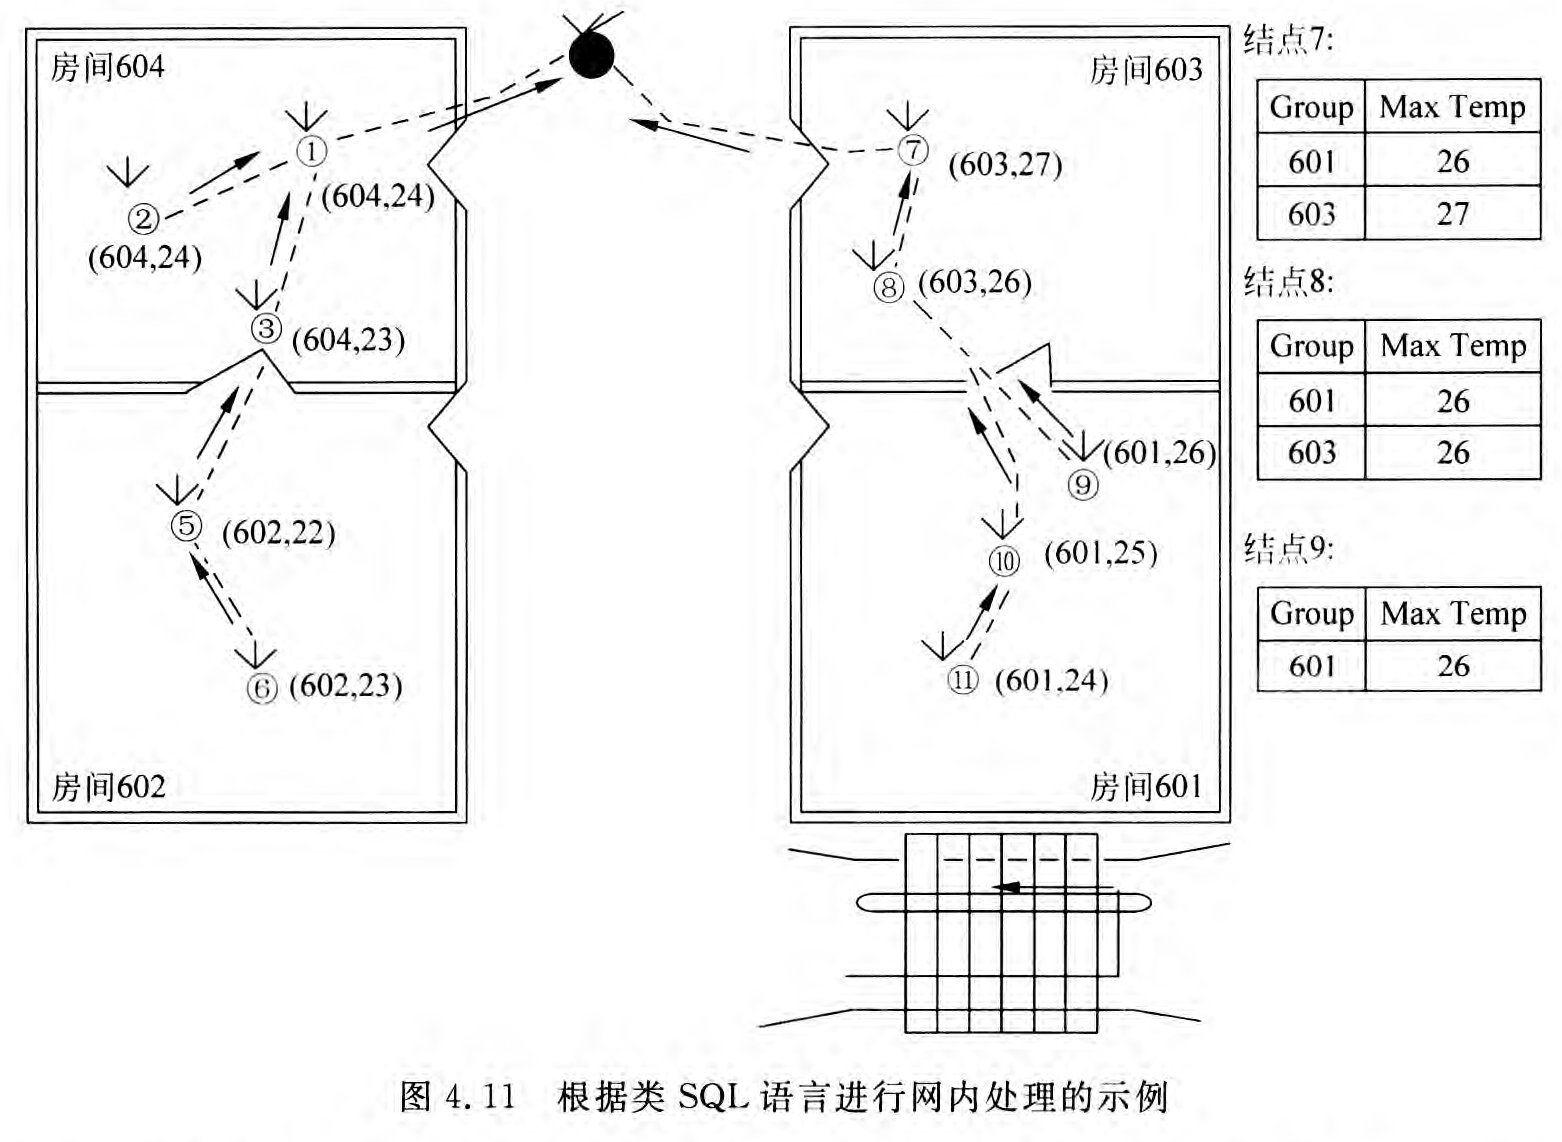 房间604
①
(604,24)
②
(604,24)
③ (604,23)
⑤ (602,22)
⑥ (602,23)
房间602
房间603
⑦ (603,27)
⑧ (603,26)
(601,26)
⑨
⑩ (601,25)
⑪ (601,24)
房间601
结点7:
Group Max Temp
601 26
603 27
结点8:
Group Max Temp
601 26
603 26
结点9:
Group Max Temp
601 26
图 4.11 根据类 SQL 语言进行网内处理的示例